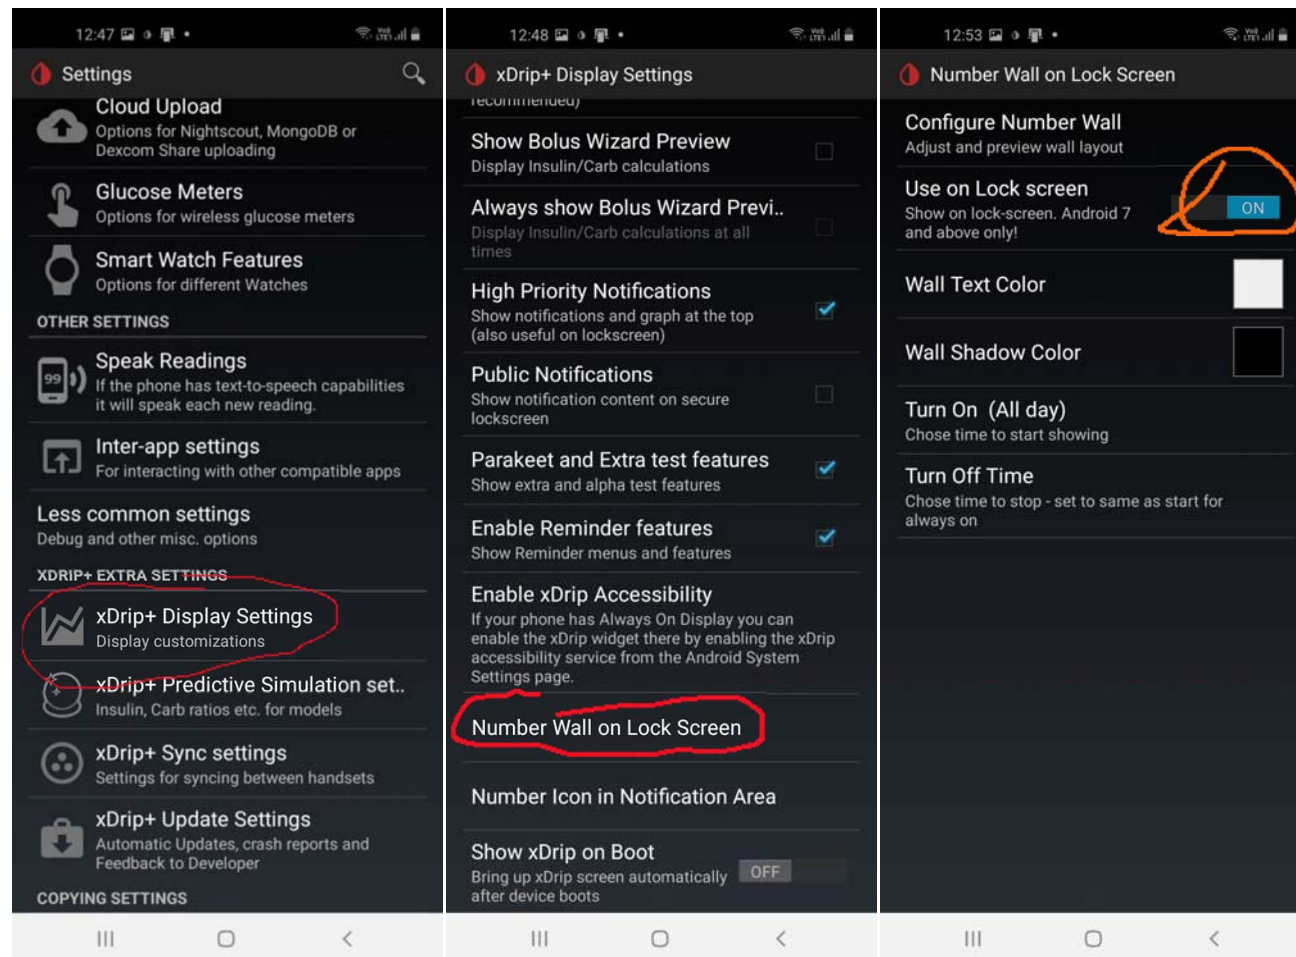 12:47
VoLTE
Settings
Cloud Upload
Options for Nightscout, MongoDB or
Dexcom Share uploading
Glucose Meters
Options for wireless glucose meters
Smart Watch Features
Options for different Watches
OTHER SETTINGS
99
Speak Readings
If the phone has text-to-speech capabilities
it will speak each new reading.
Inter-app settings
For interacting with other compatible apps
Less common settings
Debug and other misc. options
XDRIP+ EXTRA SETTINGS
xDrip+ Display Settings
Display customizations
xDrip+ Predictive Simulation set..
Insulin, Carb ratios etc. for models
xDrip+ Sync settings
Settings for syncing between handsets
xDrip+ Update Settings
Automatic Updates, crash reports and
Feedback to Developer
COPYING SETTINGS
12:48
xDrip+ Display Settings
recommended)
Show Bolus Wizard Preview
Display Insulin/Carb calculations
Always show Bolus Wizard Previ..
Display Insulin/Carb calculations at all
times
High Priority Notifications
Show notifications and graph at the top
(also useful on lockscreen)
Public Notifications
Show notification content on secure
lockscreen
Parakeet and Extra test features
Show extra and alpha test features
Enable Reminder features
Show Reminder menus and features
Enable xDrip Accessibility
If your phone has Always On Display you can
enable the xDrip widget there by enabling the xDrip
accessibility service from the Android System
Settings page.
Number Wall on Lock Screen
Number Icon in Notification Area
Show xDrip on Boot
Bring up xDrip screen automatically
after device boots
OFF
12:53
Number Wall on Lock Screen
Configure Number Wall
Adjust and preview wall layout
Use on Lock screen
Show on lock-screen. Android 7
and above only!
ON
Wall Text Color
Wall Shadow Color
Turn On (All day)
Chose time to start showing
Turn Off Time
Chose time to stop - set to same as start for
always on